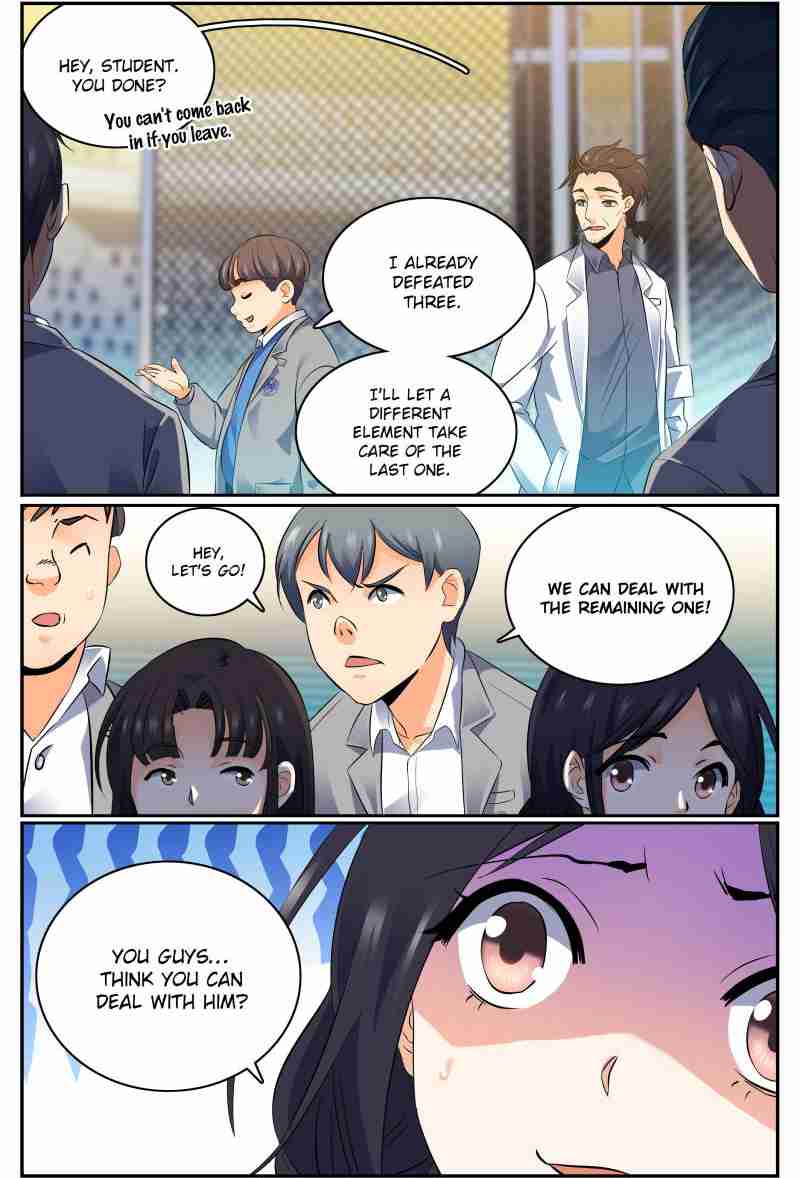 HEY, STUDENT.
YOU DONE?
You can't come back
in if you leave.
I ALREADY
DEFEATED
THREE.
I'LL LET A
DIFFERENT
ELEMENT TAKE
CARE OF THE
LAST ONE.
HEY,
LET'S GO!
WE CAN DEAL WITH
THE REMAINING ONE!
YOU GUYS...
THINK YOU CAN
DEAL WITH HIM?